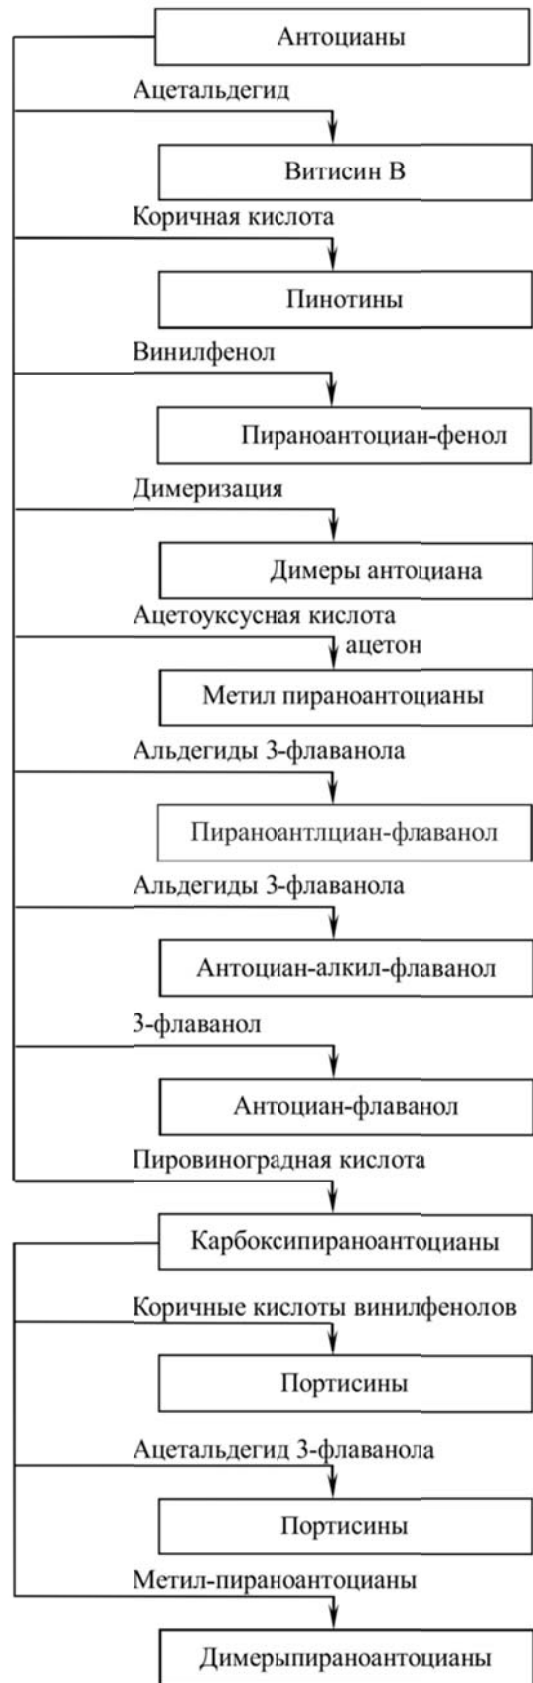 Антоцианы
Ацетальдегид
Витисин В
Коричная кислота
Пинотины
Винилфенол
Пираноантоциан-фенол
Димеризация
Димеры антоциана
Ацетоуксусная кислота
ацетон
Метил пираноантоцианы
Альдегиды 3-флаванола
Пираноантлциан-флаванол
Альдегиды 3-флаванола
Антоциан-алкил-флаванол
3-флаванол
Антоциан-флаванол
Пировиноградная кислота
Карбоксипираноантоцианы
Коричные кислоты винилфенолов
Портисины
Ацетальдегид 3-флаванола
Портисины
Метил-пираноантоцианы
Димерыпираноантоцианы